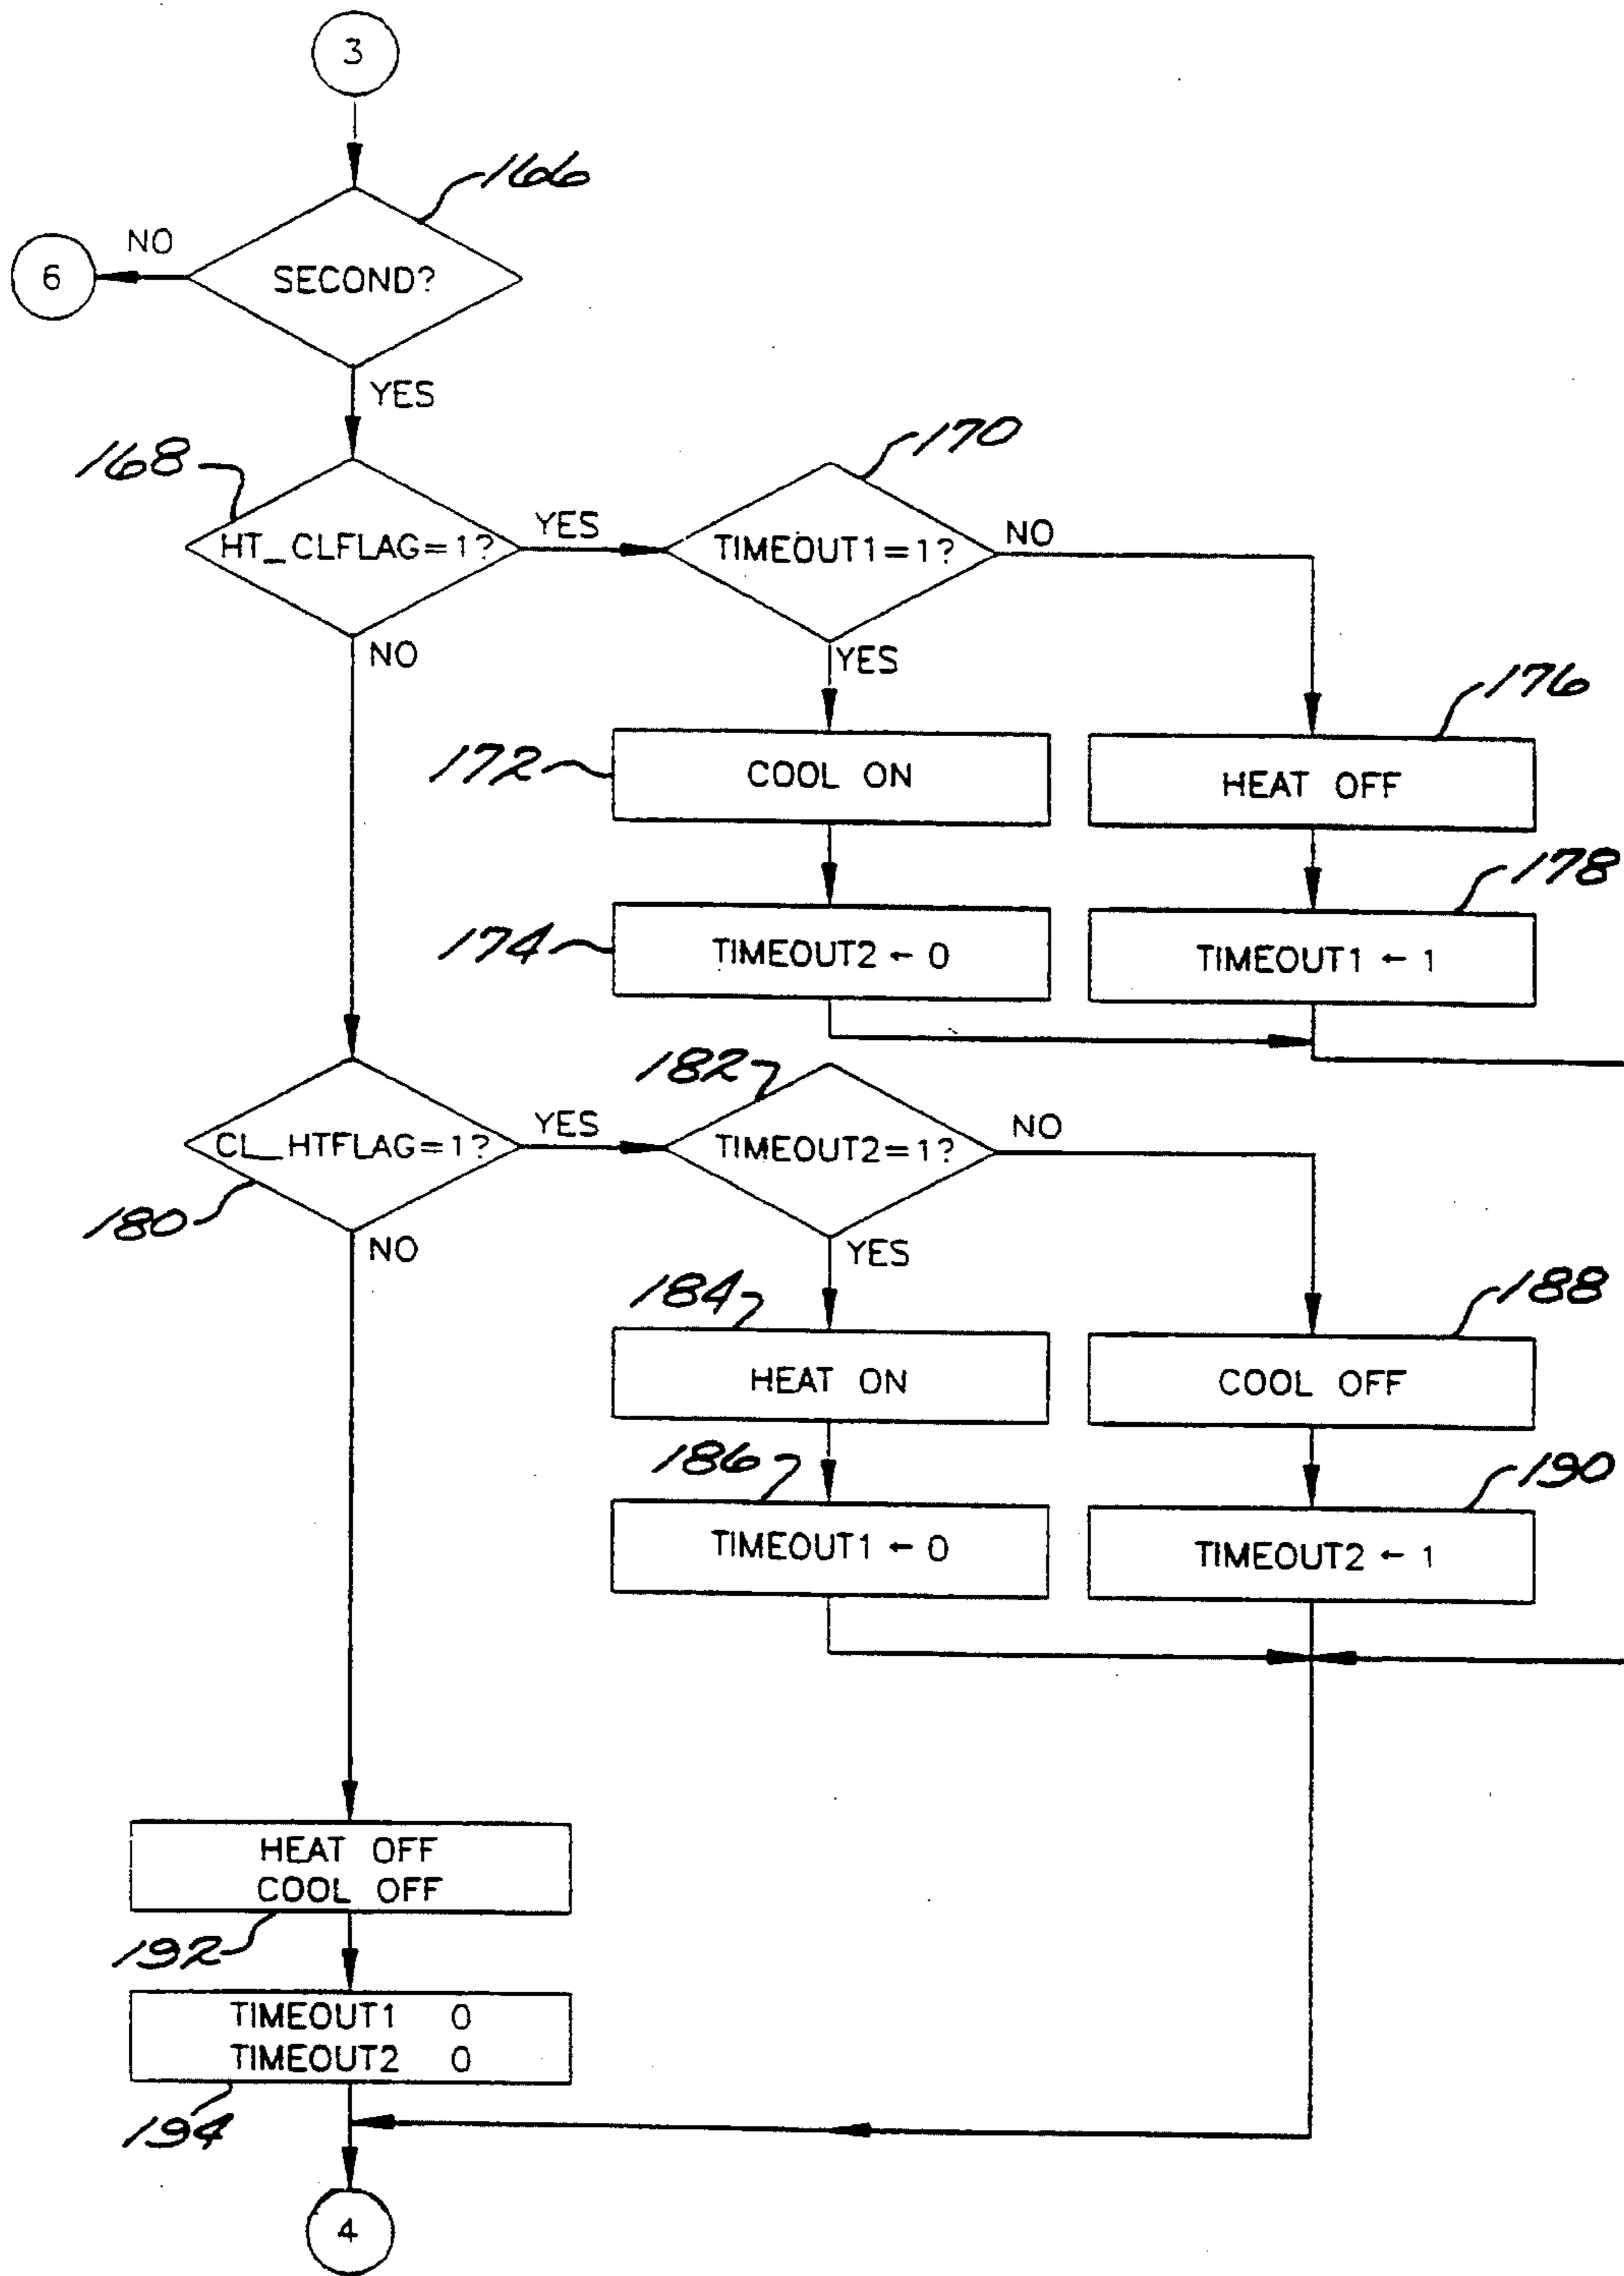 3
166
NO
6
SECOND?
YES
168
170
HT_CLFLAG=1?
YES
TIMEOUT1=1?
NO
NO
YES
176
172
COOL ON
HEAT OFF
178
174
TIMEOUT2 ← 0
TIMEOUT1 ← 1
182
CL_HTFLAG=1?
YES
TIMEOUT2=1?
NO
180
NO
YES
184
188
HEAT ON
COOL OFF
186
190
TIMEOUT1 ← 0
TIMEOUT2 ← 1
HEAT OFF
COOL OFF
192
TIMEOUT1 0
TIMEOUT2 0
194
4